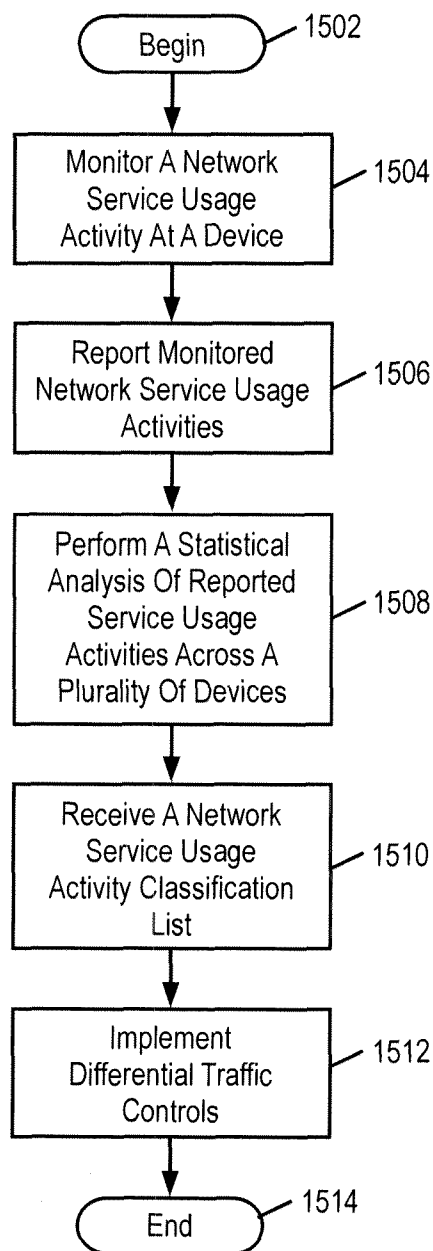 Begin
1502
Monitor A Network
Service Usage
Activity At A Device
1504
Report Monitored
Network Service Usage
Activities
1506
Perform A Statistical
Analysis Of Reported
Service Usage
Activities Across A
Plurality Of Devices
1508
Receive A Network
Service Usage
Activity Classification
List
1510
Implement
Differential Traffic
Controls
1512
End
1514